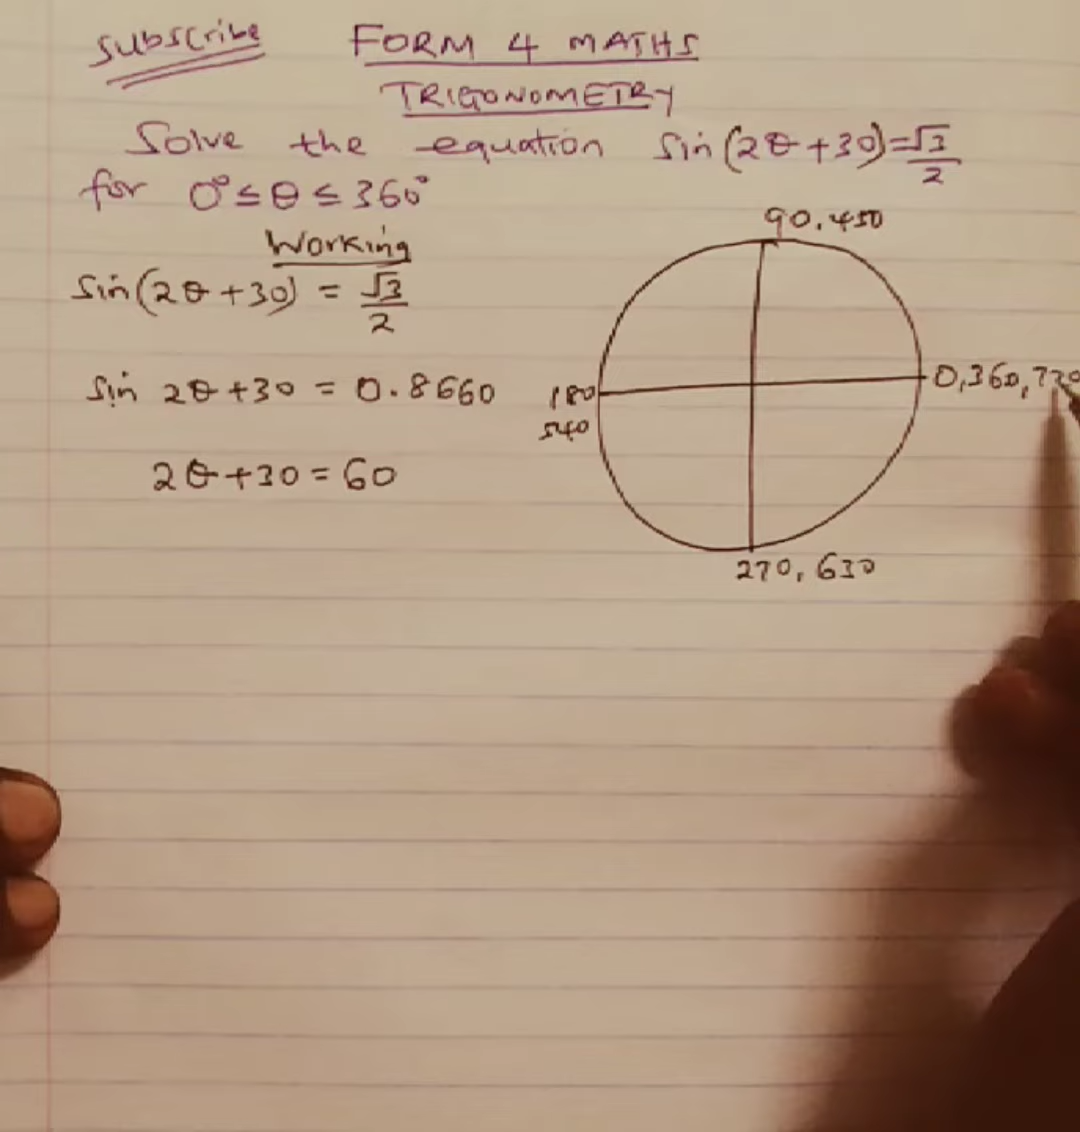 Subscribe FORM 4 MATHS
TRIGONOMETRY
Solve the equation Sin(2θ+30)=√3/2
for 0°≤θ≤360°
Working
Sin(2θ+30) = √3/2
Sin 2θ+30 = 0.8660
2θ+30 = 60
90, 450
0, 360, 720
180
540
270, 630